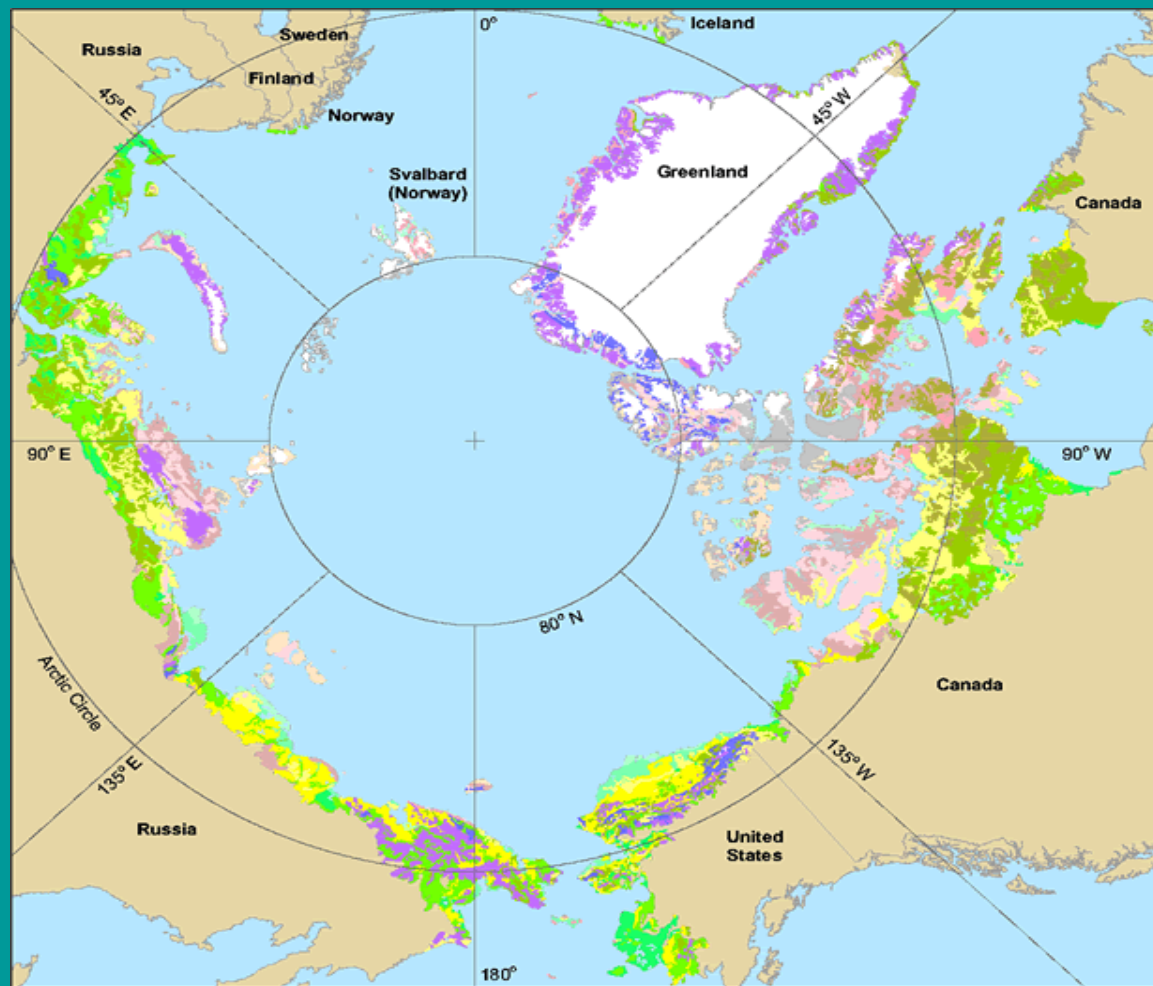 0°
Iceland
Sweden
Russia
Finland
45° E
Norway
45° W
Svalbard
(Norway)
Greenland
Canada
90° E
90° W
80° N
Arctic Circle
Canada
135° E
135° W
Russia
United
States
180°